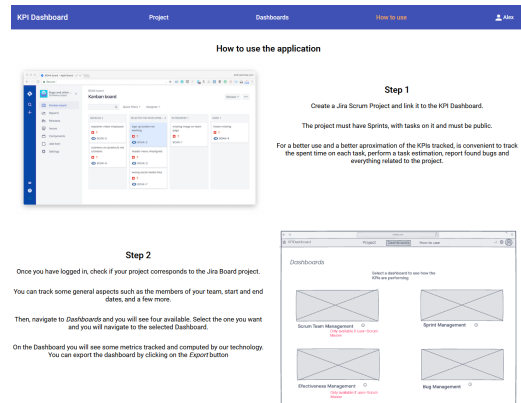 KPI Dashboard
Project
Dashboards
How to use
Alex
How to use the application
Kanban board
Step 1
Create a Jira Scrum Project and link it to the KPI Dashboard.
The project must have Sprints, with tasks on it and must be public.
For a better use and a better aproximation of the KPIs tracked, is convenient to track
the spent time on each task, perform a task estimation, report found bugs and
everything related to the project.
Step 2
Once you have logged in, check if your project corresponds to the Jira Board project.
You can track some general aspects such as the members of your team, start and end
dates, and a few more.
Then, navigate to Dashboards and you will see four available. Select the one you want
and you will navigate to the selected Dashboard.
On the Dashboard you will see some metrics tracked and computed by our technology.
You can export the dashboard by clicking on the Export button
KPI Dashboard
Project
Dashboards
How to use
Dashboards
Select a dashboard to see how the
KPIs are performing
Scrum Team Management
Only available if user: Scrum
Master
Sprint Management
Efectiveness Management
Only available if user: Scrum
Master
Bug Management